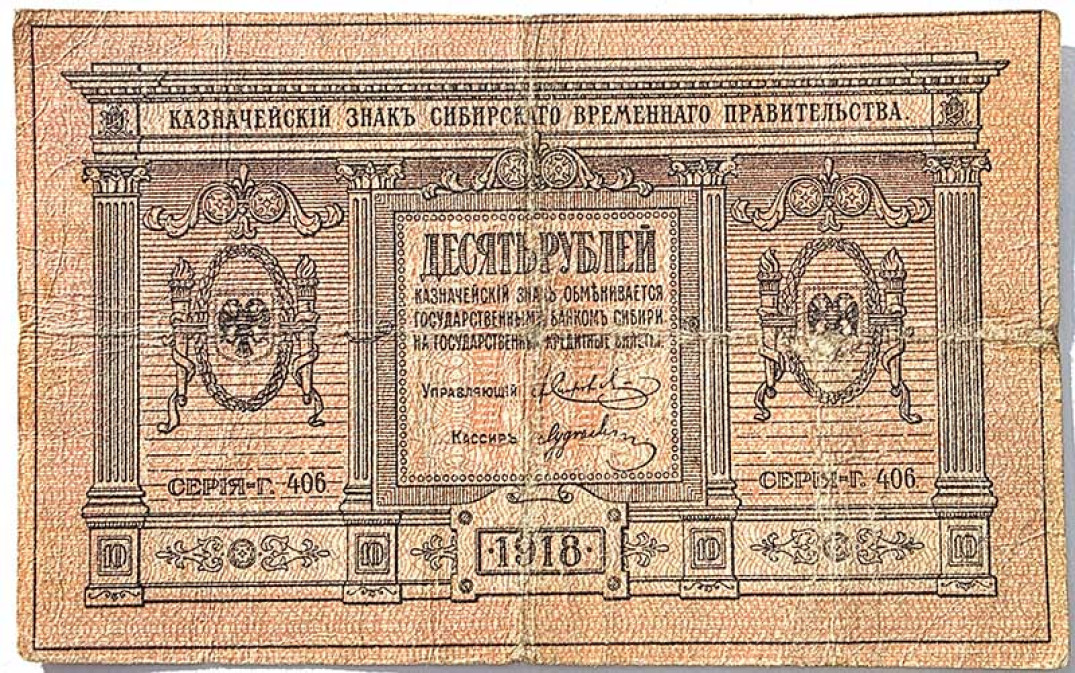 КАЗНАЧЕЙСКІЙ ЗНАКЪ СИБИРСКАГО ВРЕМЕННАГО ПРАВИТЕЛЬСТВА.
ДЕСЯТЬ РУБЛЕЙ
КАЗНАЧЕЙСКІЙ ЗНАКЪ ОБМѢНИВАЕТСЯ
ГОСУДАРСТВЕННЫМЪ БАНКОМЪ СИБИРИ
НА ГОСУДАРСТВЕННЫЕ КРЕДИТНЫЕ БИЛЕТЫ.
УПРАВЛЯЮЩІЙ
КАССИРЪ
СЕРІЯ-Г. 406 СЕРІЯ-Г. 406
10 10 ·1918· 10 10